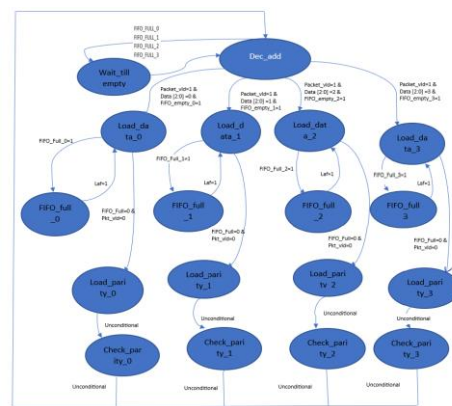 FIFO_FULL_0
FIFO_FULL_1
FIFO_FULL_2
FIFO_FULL_3
Dec_add
Wait_till
empty
Packet_vld=1 &
Data [2:0] =0 &
FIFO_empty_0=1
Packet_vld=1 &
Data [2:0] =1 &
FIFO_empty_1=1
Packet_vld=1 &
Data [2:0] =2 &
FIFO_empty_2=1
Packet_vld=1 &
Data [2:0] =3 &
FIFO_empty_3=1
Load_da
ta_0
Load_d
ata_1
Load_dat
a_2
Load_da
ta_3
FIFO_Full_0=1
Laf=1
FIFO_Full_1=1
Laf=1
FIFO_Full_2=1
Laf=1
FIFO_Full_3=1
Laf=1
FIFO_full
_0
FIFO_full
_1
FIFO_full
_2
FIFO_full
3
FIFO_Full=0 &
Pkt_vld=0
FIFO_Full=0 &
Pkt_vld=0
FIFO_Full=0 &
Pkt_vld=0
FIFO_Full=0 &
Pkt_vld=0
Load_pari
ty_0
Load_pari
ty_1
Load_pari
ty_2
Load_pari
ty_3
Unconditional
Unconditional
Unconditional
Unconditional
Check_par
ity_0
Check_pari
ty_1
Check_pari
ty_2
Check_pari
ty_3
Unconditional
Unconditional
Unconditional
Unconditional